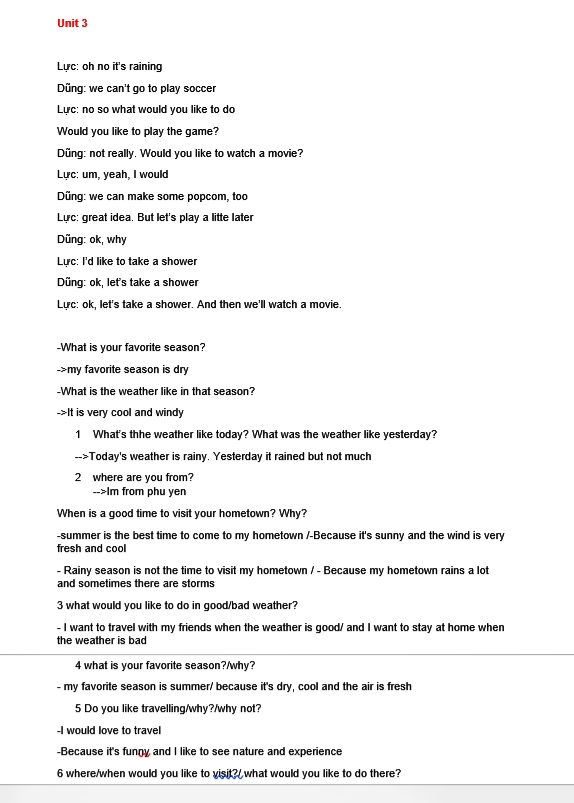 Unit 3
Lực: oh no it’s raining
Dũng: we can’t go to play soccer
Lực: no so what would you like to do
Would you like to play the game?
Dũng: not really. Would you like to watch a movie?
Lực: um, yeah, I would
Dũng: we can make some popcorn, too
Lực: great idea. But let’s play a litte later
Dũng: ok, why
Lực: I’d like to take a shower
Dũng: ok, let’s take a shower
Lực: ok, let’s take a shower. And then we’ll watch a movie.
-What is your favorite season?
->my favorite season is dry
-What is the weather like in that season?
->It is very cool and windy
1 What’s thhe weather like today? What was the weather like yesterday?
-->Today's weather is rainy. Yesterday it rained but not much
2 where are you from?
-->Im from phu yen
When is a good time to visit your hometown? Why?
-summer is the best time to come to my hometown /-Because it's sunny and the wind is very
fresh and cool
- Rainy season is not the time to visit my hometown / - Because my hometown rains a lot
and sometimes there are storms
3 what would you like to do in good/bad weather?
- I want to travel with my friends when the weather is good/ and I want to stay at home when
the weather is bad
4 what is your favorite season?/why?
- my favorite season is summer/ because it's dry, cool and the air is fresh
5 Do you like travelling/why?/why not?
-I would love to travel
-Because it's funny and I like to see nature and experience
6 where/when would you like to visit?/ what would you like to do there?